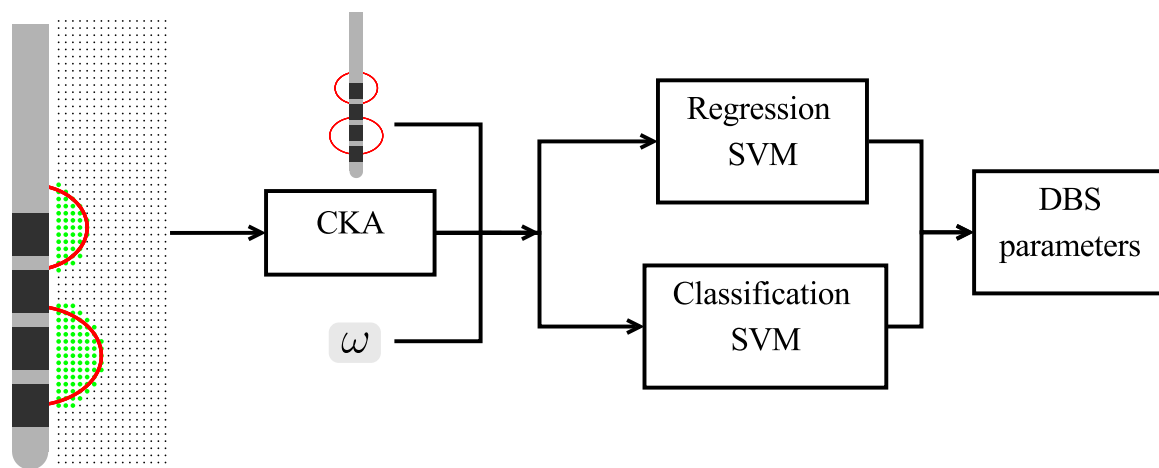 CKA
ω
Regression
SVM
Classification
SVM
DBS
parameters